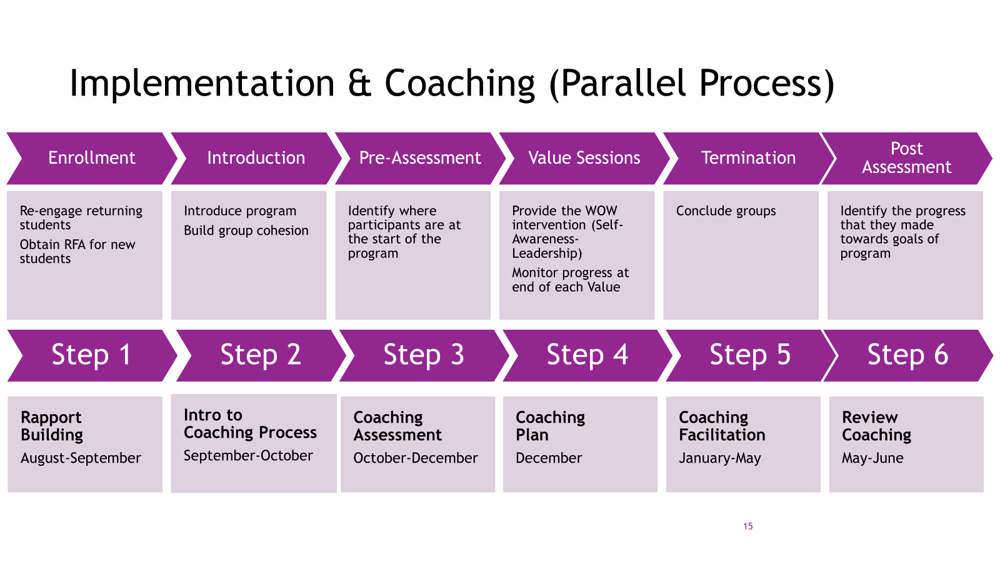 Implementation & Coaching (Parallel Process)
Enrollment
Introduction
Pre-Assessment
Value Sessions
Termination
Post
Assessment
Re-engage returning
students
Obtain RFA for new
students
Introduce program
Build group cohesion
Identify where
participants are at
the start of the
program
Provide the WOW
intervention (Self-
Awareness-
Leadership)
Monitor progress at
end of each Value
Conclude groups
Identify the progress
that they made
towards goals of
program
Step 1
Step 2
Step 3
Step 4
Step 5
Step 6
Rapport
Building
August-September
Intro to
Coaching Process
September-October
Coaching
Assessment
October-December
Coaching
Plan
December
Coaching
Facilitation
January-May
Review
Coaching
May-June
15